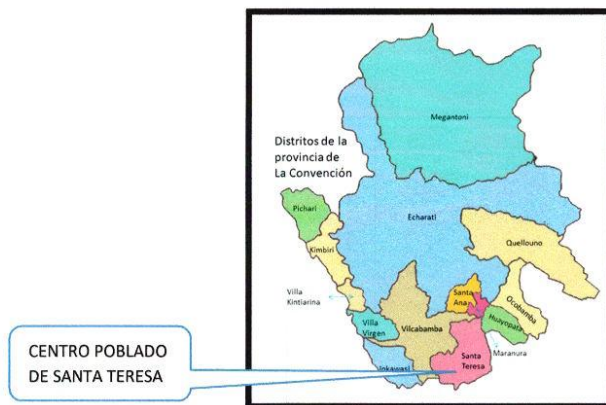 Megantoni
Distritos de la
provincia de
La Convención
Pichari
Echarati
Kimbiri
Quellouno
Villa
Kintiarina
Santa
Ana
Ocobamba
Huayopata
Villa
Virgen
Vilcabamba
Maranura
Santa
Teresa
Inkawasi
CENTRO POBLADO
DE SANTA TERESA